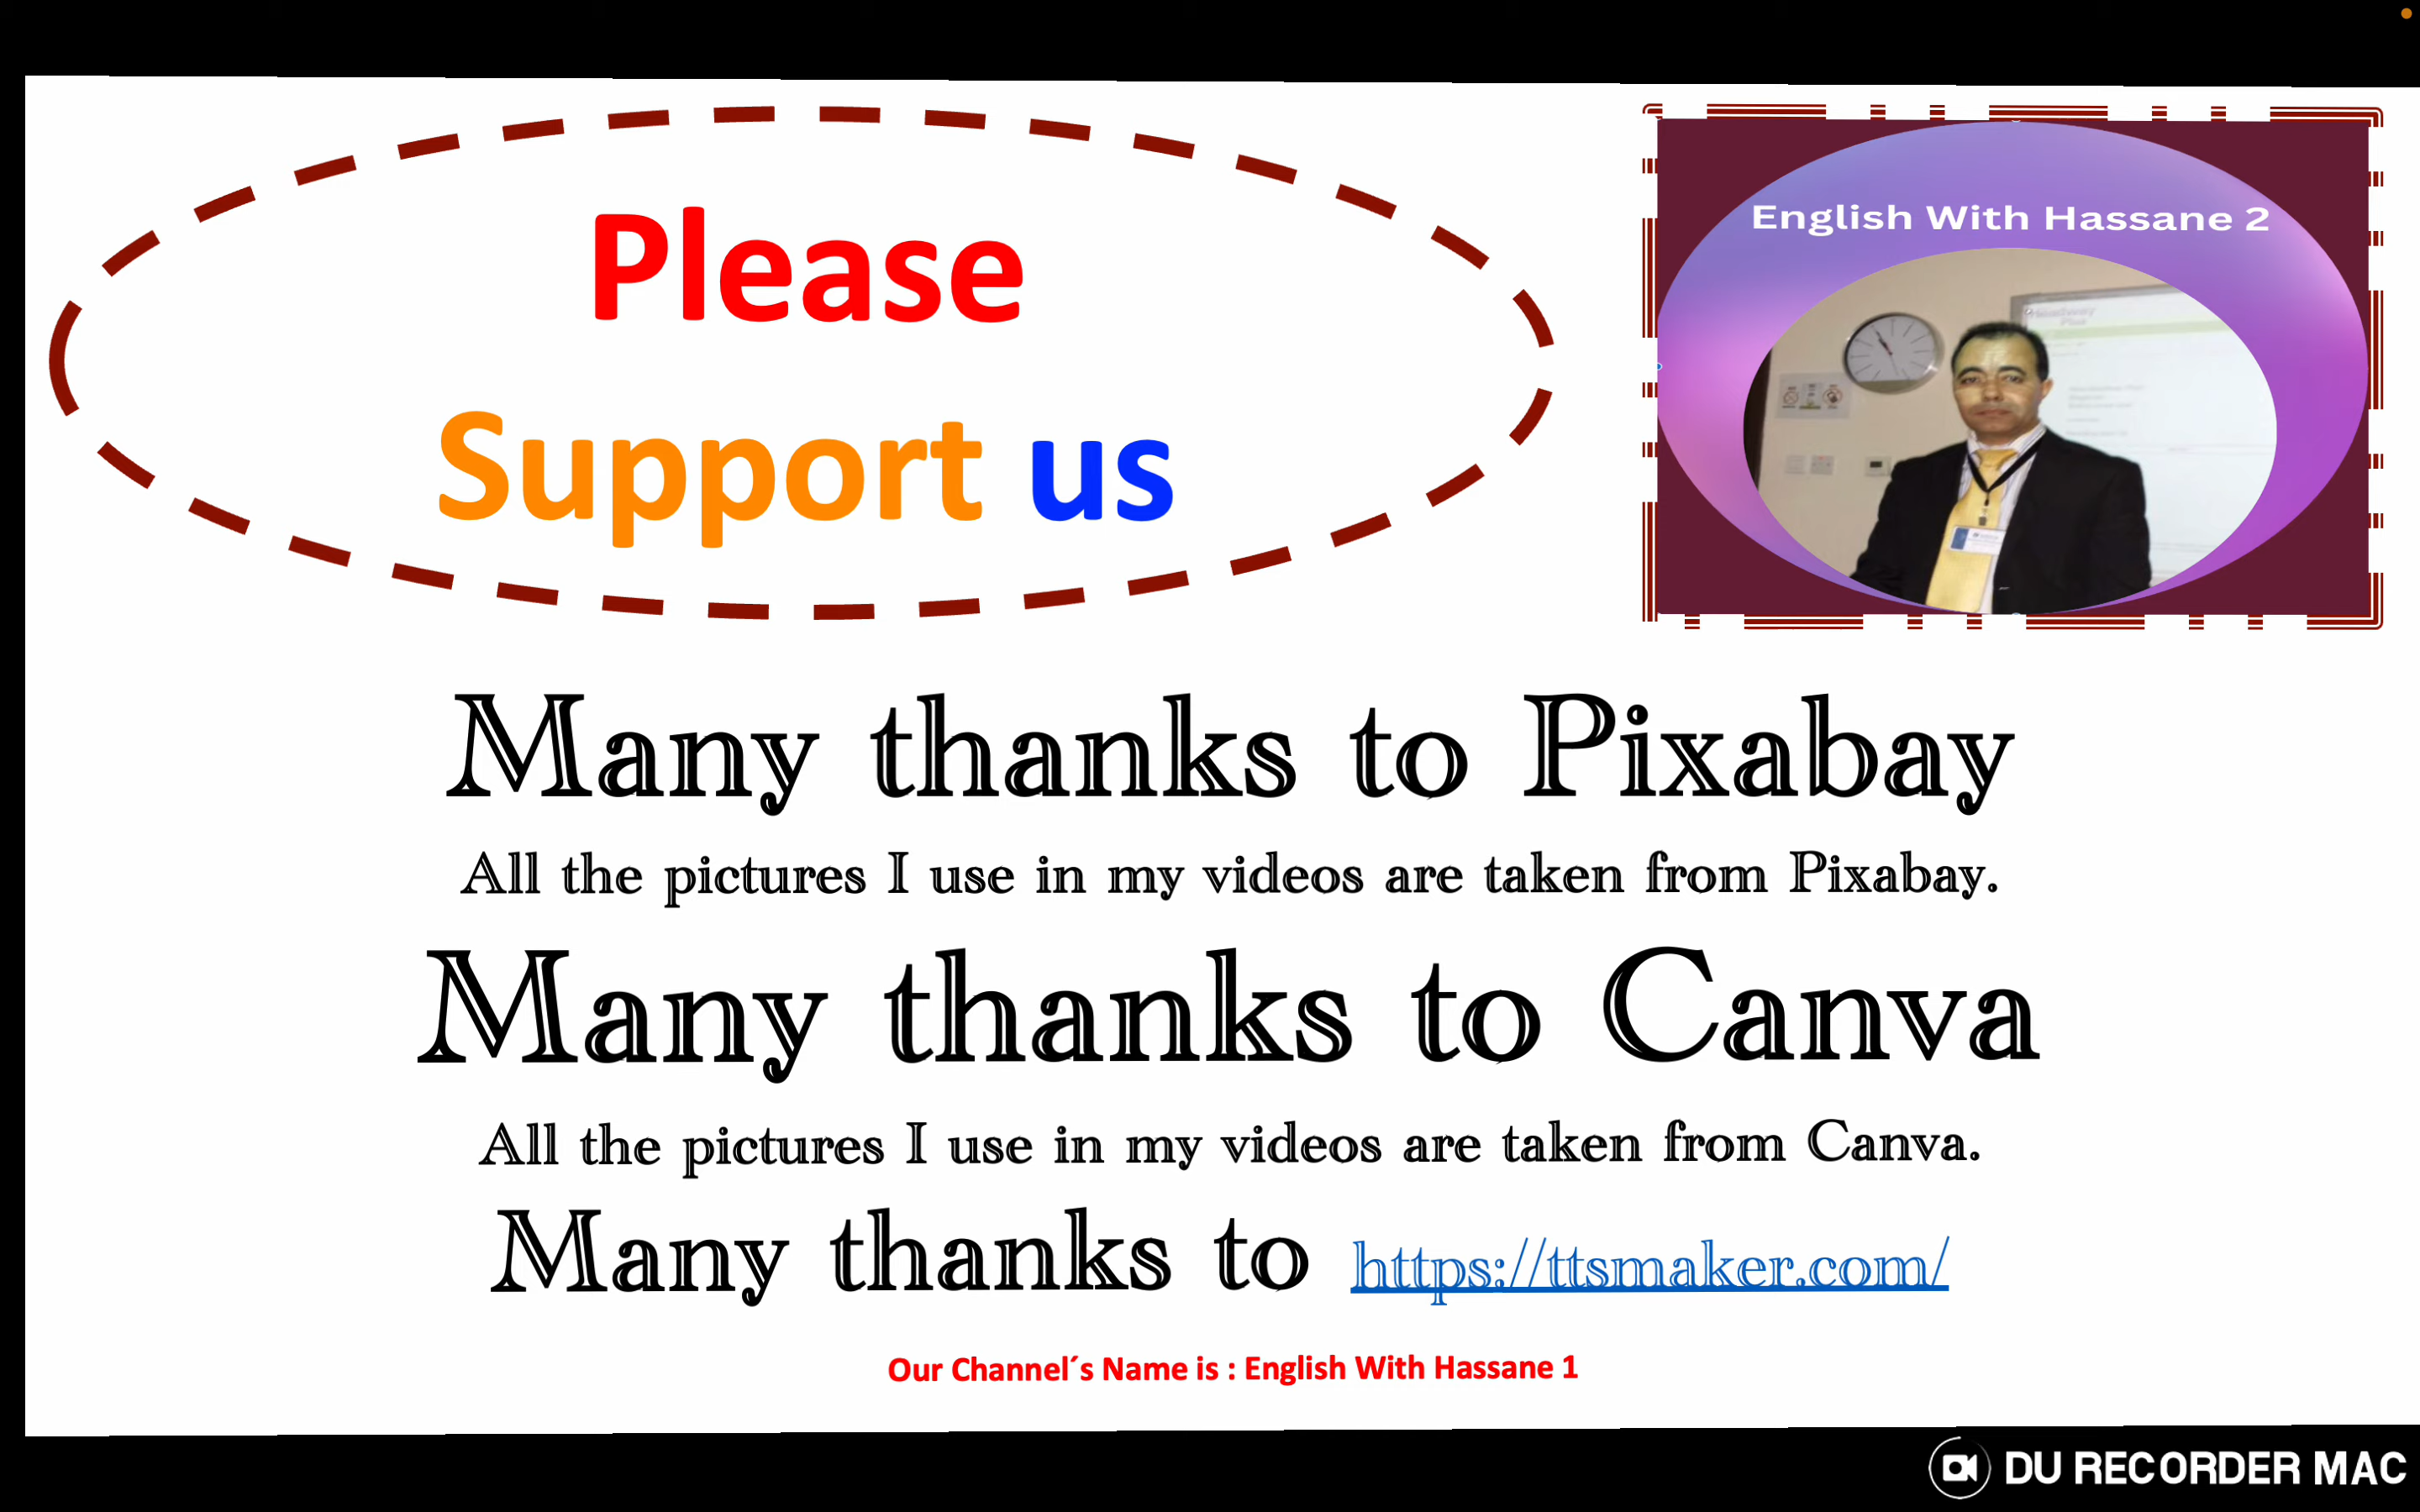 Please
Support us
English With Hassane 2
Many thanks to Pixabay
All the pictures I use in my videos are taken from Pixabay.
Many thanks to Canva
All the pictures I use in my videos are taken from Canva.
Many thanks to https://ttsmaker.com/
Our Channel´s Name is : English With Hassane 1
DU RECORDER MAC